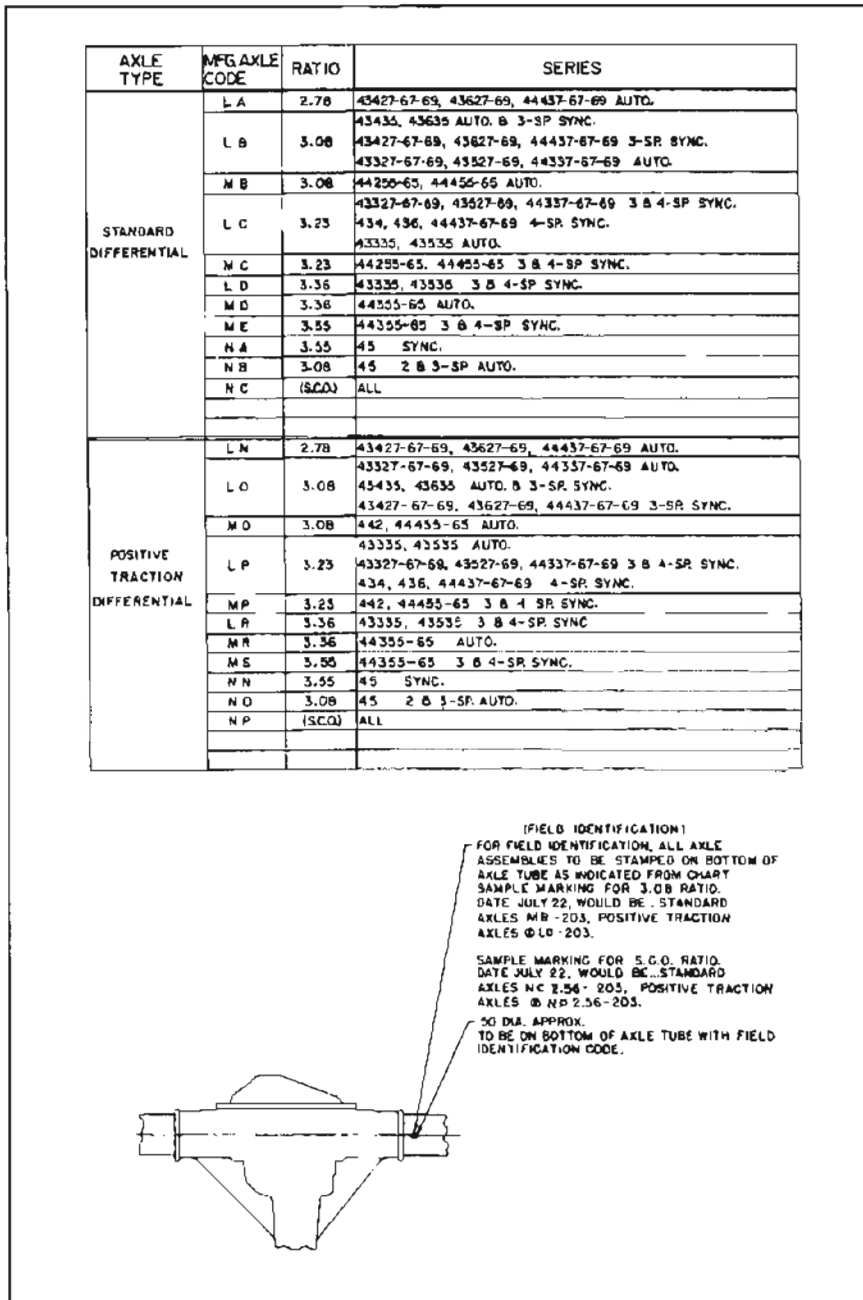 AXLE TYPE MFG AXLE CODE RATIO SERIES
STANDARD DIFFERENTIAL
L A 2.78 43427-67-69, 43627-69, 44437-67-69 AUTO.
L B 3.08 43435, 43635 AUTO. & 3-SP SYNC.
43427-67-69, 43627-69, 44437-67-69 3-SP. SYNC.
43327-67-69, 43527-69, 44337-67-69 AUTO.
M B 3.08 44255-65, 44455-65 AUTO.
L C 3.23 43327-67-69, 43527-69, 44337-67-69 3 & 4-SP SYNC.
434, 436, 44437-67-69 4-SP. SYNC.
43335, 43535 AUTO.
M C 3.23 44255-65. 44455-65 3 & 4-SP SYNC.
L D 3.36 43335, 43535 3 & 4-SP SYNC.
M D 3.36 44355-65 AUTO.
M E 3.55 44355-65 3 & 4-SP SYNC.
N A 3.55 45 SYNC.
N B 3.08 45 2 & 3-SP AUTO.
N C (S.C.O.) ALL
POSITIVE TRACTION DIFFERENTIAL
L N 2.78 43427-67-69, 43627-69, 44437-67-69 AUTO.
L O 3.08 43327-67-69, 43527-69, 44337-67-69 AUTO.
43435, 43635 AUTO. & 3-SP. SYNC.
43427-67-69, 43627-69, 44437-67-69 3-SP. SYNC.
M O 3.08 442, 44455-65 AUTO.
L P 3.23 43335, 43535 AUTO.
43327-67-69, 43527-69, 44337-67-69 3 & 4-SP. SYNC.
434, 436, 44437-67-69 4-SP. SYNC.
M P 3.23 442, 44455-65 3 & 4 SP. SYNC.
L R 3.36 43335, 43535 3 & 4-SP. SYNC
M R 3.36 44355-65 AUTO.
M S 3.55 44355-65 3 & 4-SP. SYNC.
N N 3.55 45 SYNC.
N O 3.08 45 2 & 3-SP. AUTO.
N P (S.C.O.) ALL
(FIELD IDENTIFICATION)
FOR FIELD IDENTIFICATION, ALL AXLE
ASSEMBLIES TO BE STAMPED ON BOTTOM OF
AXLE TUBE AS INDICATED FROM CHART
SAMPLE MARKING FOR 3.08 RATIO.
DATE JULY 22, WOULD BE . STANDARD
AXLES MB -203, POSITIVE TRACTION
AXLES LO -203.
SAMPLE MARKING FOR S.C.O. RATIO.
DATE JULY 22, WOULD BE...STANDARD
AXLES NC 2.56- 203, POSITIVE TRACTION
AXLES NP 2.56-203.
.50 DIA. APPROX.
TO BE ON BOTTOM OF AXLE TUBE WITH FIELD
IDENTIFICATION CODE.